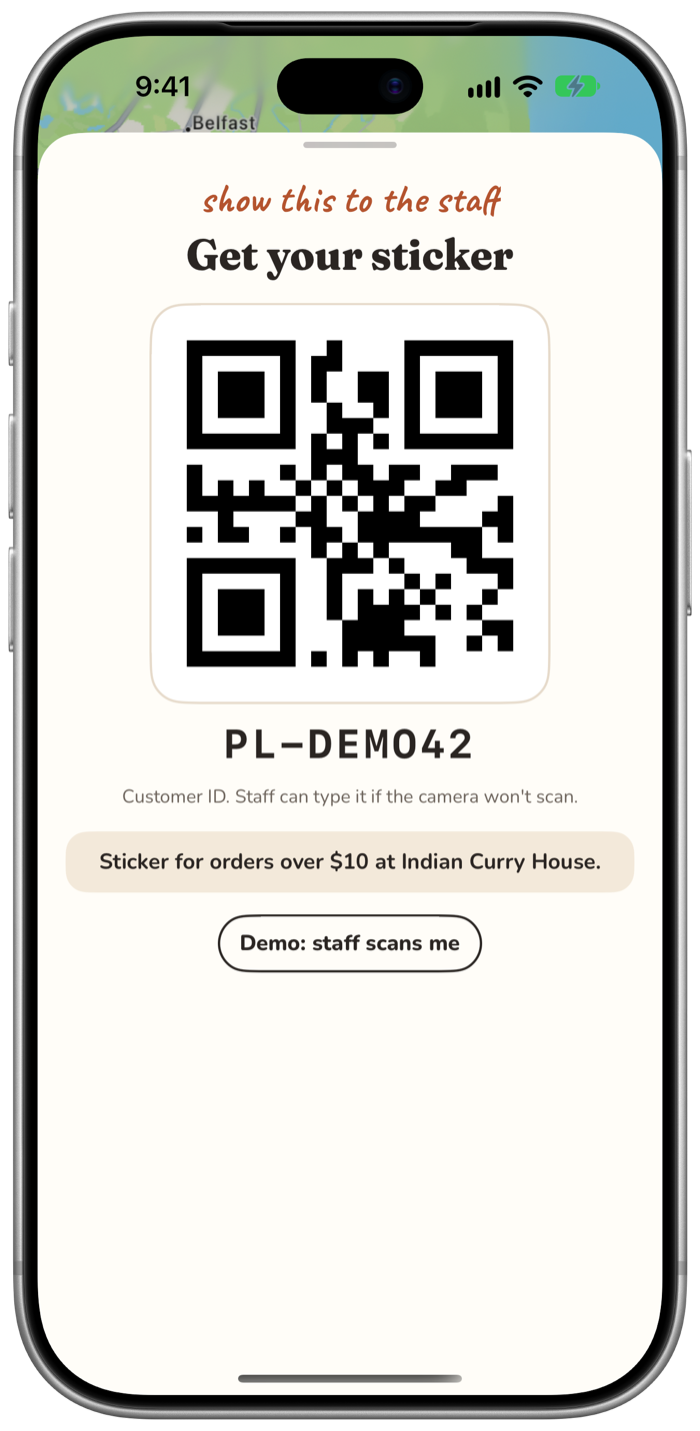 9:41
Belfast
show this to the staff
Get your sticker
PL-DEMO42
Customer ID. Staff can type it if the camera won't scan.
Sticker for orders over $10 at Indian Curry House.
Demo: staff scans me